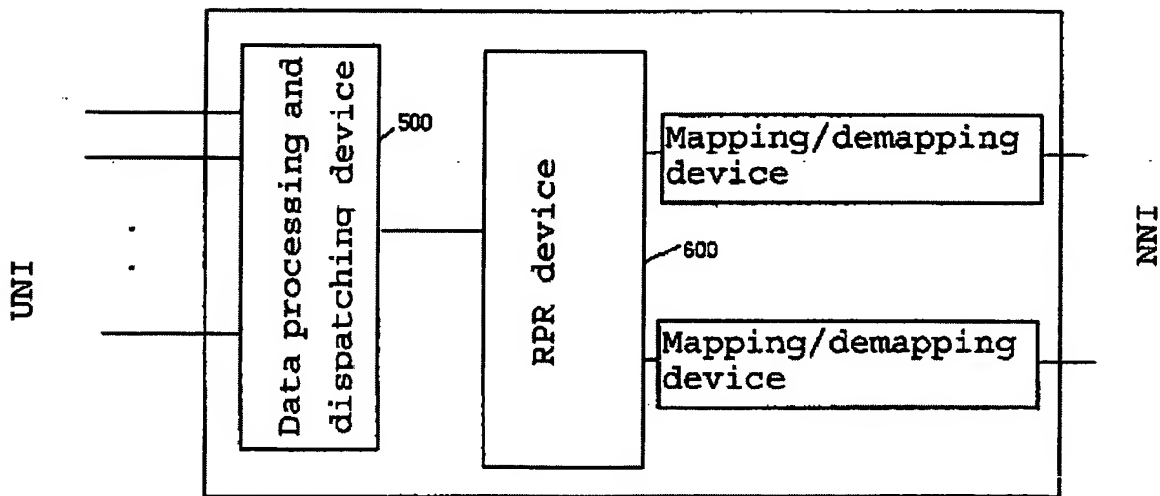 UNI
Data processing and
dispatching device
500
RPR device
600
Mapping/demapping
device
Mapping/demapping
device
NNI